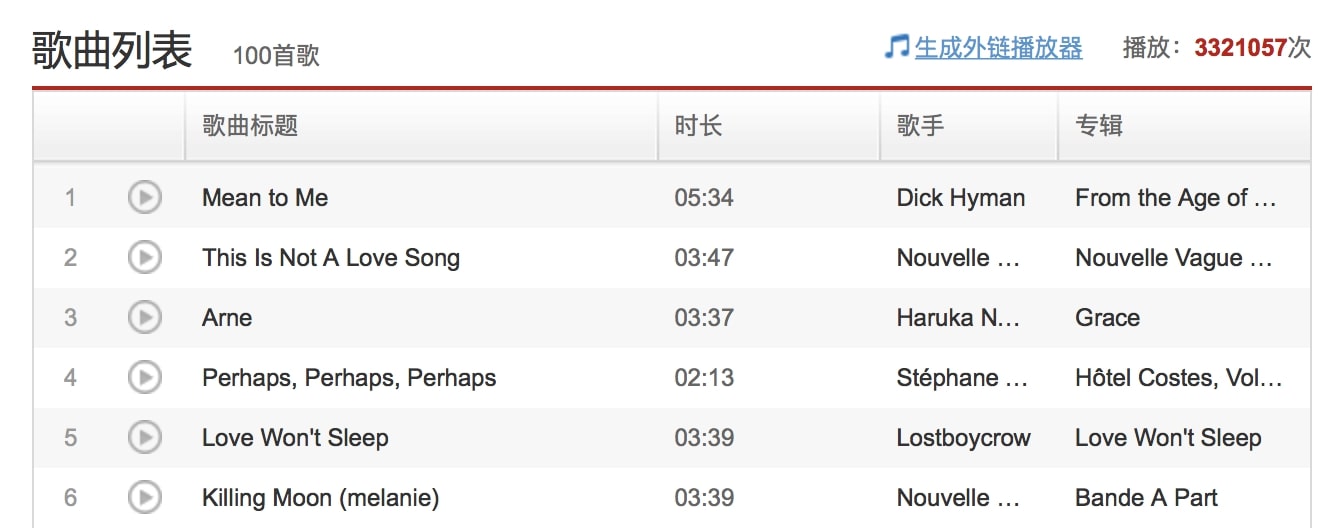 歌曲列表 100首歌 生成外链播放器 播放：3321057次
歌曲标题 时长 歌手 专辑
1 Mean to Me 05:34 Dick Hyman From the Age of …
2 This Is Not A Love Song 03:47 Nouvelle … Nouvelle Vague …
3 Arne 03:37 Haruka N… Grace
4 Perhaps, Perhaps, Perhaps 02:13 Stéphane … Hôtel Costes, Vol…
5 Love Won't Sleep 03:39 Lostboycrow Love Won't Sleep
6 Killing Moon (melanie) 03:39 Nouvelle … Bande A Part